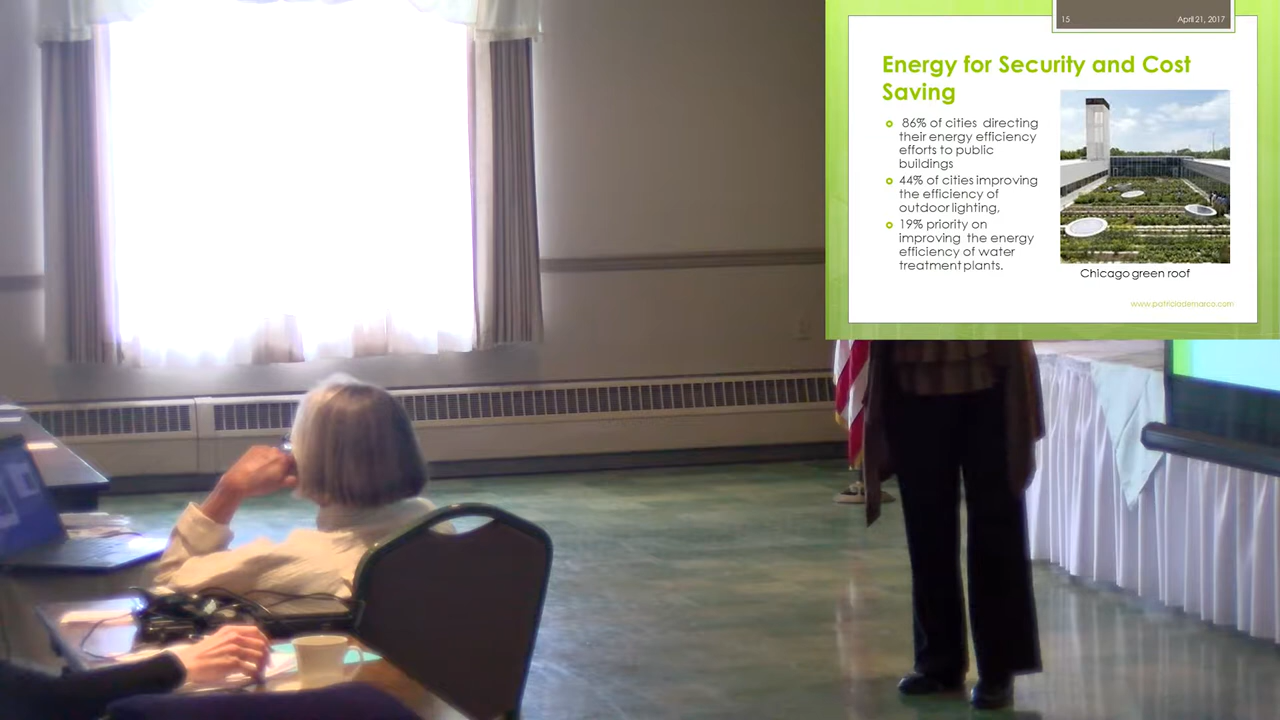 15
April 21, 2017
Energy for Security and Cost
Saving
86% of cities directing
their energy efficiency
efforts to public
buildings
44% of cities improving
the efficiency of
outdoor lighting,
19% priority on
improving the energy
efficiency of water
treatment plants.
Chicago green roof
www.patriciademarco.com